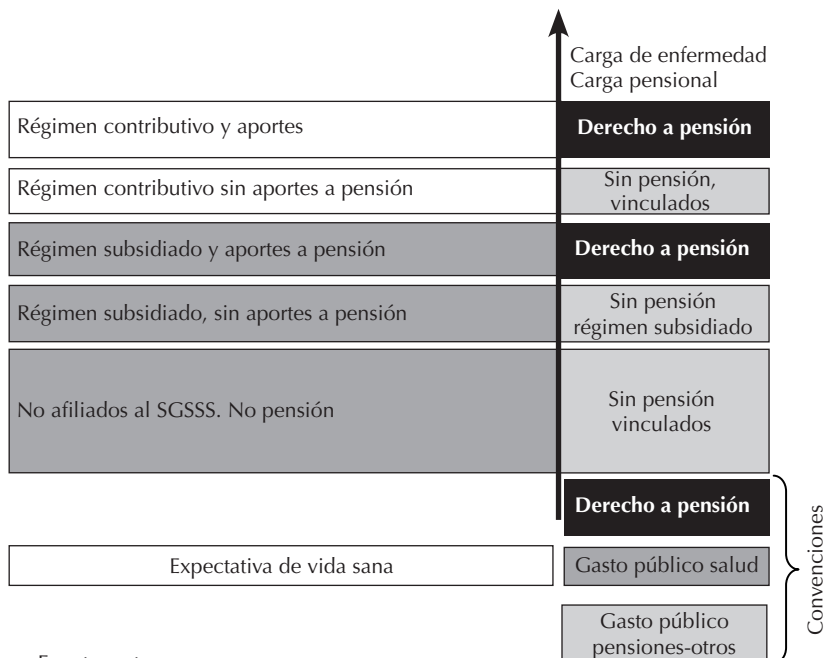 Carga de enfermedad
Carga pensional
Régimen contributivo y aportes
Derecho a pensión
Régimen contributivo sin aportes a pensión
Sin pensión,
vinculados
Régimen subsidiado y aportes a pensión
Derecho a pensión
Régimen subsidiado, sin aportes a pensión
Sin pensión
régimen subsidiado
No afiliados al SGSSS. No pensión
Sin pensión
vinculados
Derecho a pensión
Expectativa de vida sana
Gasto público salud
Gasto público
pensiones-otros
Convenciones